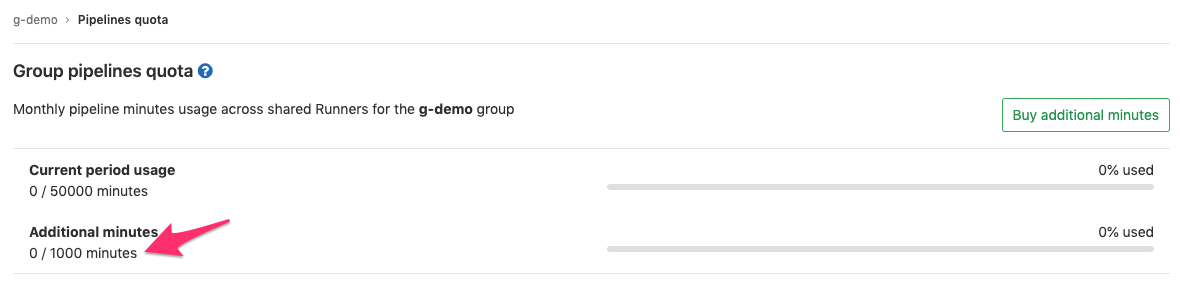 g-demo › Pipelines quota
Group pipelines quota ?
Monthly pipeline minutes usage across shared Runners for the g-demo group
Buy additional minutes
Current period usage
0% used
0 / 50000 minutes
Additional minutes
0% used
0 / 1000 minutes